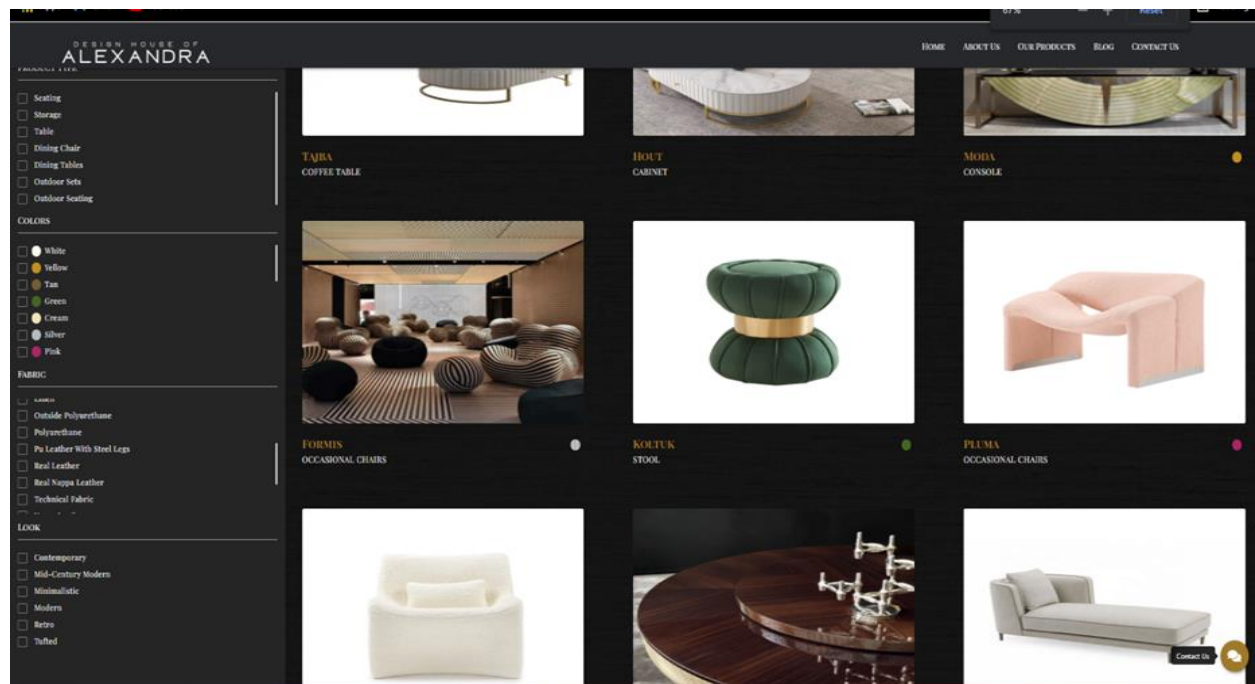 67%
Reset
DESIGN HOUSE OF
ALEXANDRA
Home
About Us
Our Products
Blog
Contact Us
PRODUCT TYPE
Seating
Storage
Table
Dining Chair
Dining Tables
Outdoor Sets
Outdoor Seating
Colors
White
Yellow
Tan
Green
Cream
Silver
Pink
Fabric
Outside Polyurethane
Polyurethane
Pu Leather With Steel Legs
Real Leather
Real Nappa Leather
Technical Fabric
Look
Contemporary
Mid-Century Modern
Minimalistic
Modern
Retro
Tufted
Tajba
COFFEE TABLE
Hout
CABINET
Moda
CONSOLE
Formis
OCCASIONAL CHAIRS
Koltuk
STOOL
Pluma
OCCASIONAL CHAIRS
Contact Us